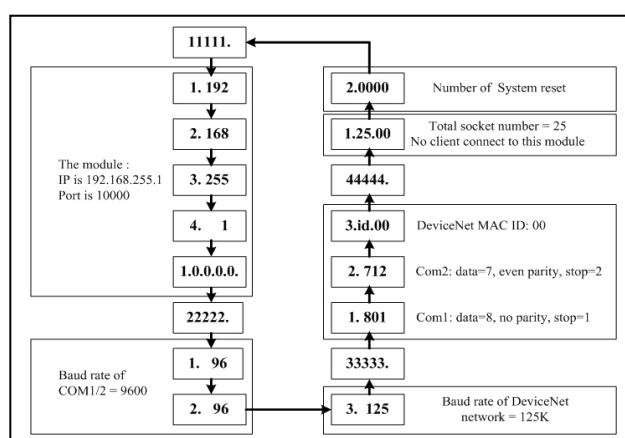 11111.
1. 192
2. 168
3. 255
4. 1
1.0.0.0.0.
The module :
IP is 192.168.255.1
Port is 10000
22222.
1. 96
2. 96
Baud rate of
COM1/2 = 9600
3. 125
Baud rate of DeviceNet
network = 125K
33333.
1. 801
Com1: data=8, no parity, stop=1
2. 712
Com2: data=7, even parity, stop=2
3.id.00
DeviceNet MAC ID: 00
44444.
1.25.00
Total socket number = 25
No client connect to this module
2.0000
Number of System reset